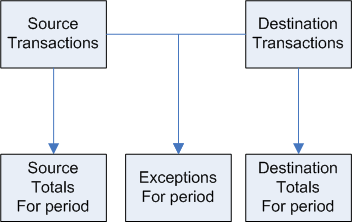 Source
Transactions
Destination
Transactions
Source
Totals
For period
Exceptions
For period
Destination
Totals
For period